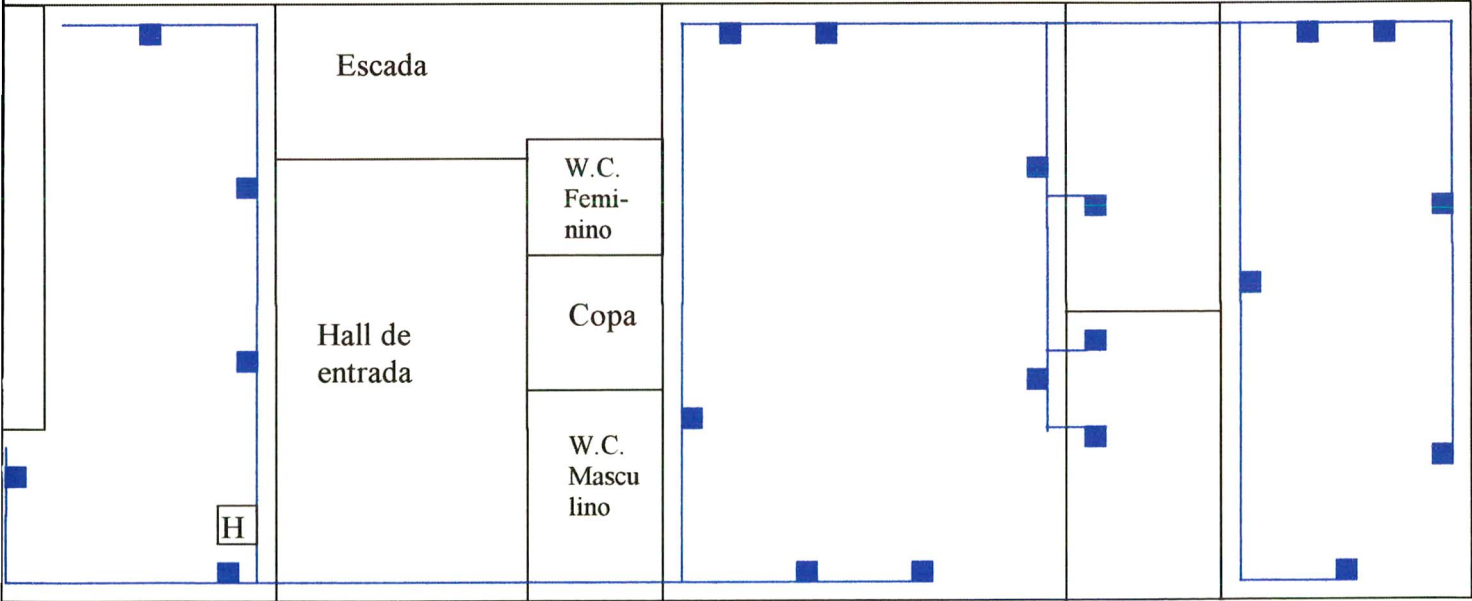 Escada
W.C.
Femi-
nino
Copa
Hall de
entrada
W.C.
Mascu
lino
H